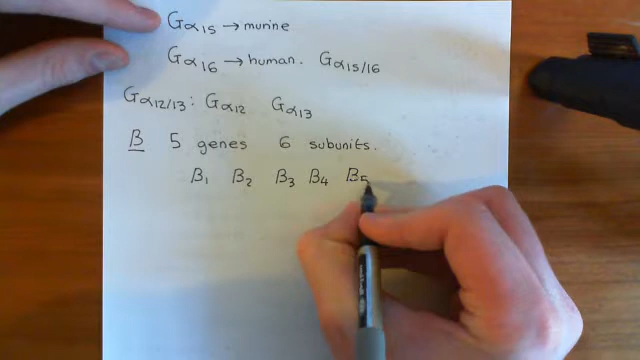 Gα15 → murine
Gα16 → human. Gα15/16
Gα12/13: Gα12 Gα13
β 5 genes 6 subunits.
β1 β2 β3 β4 β5